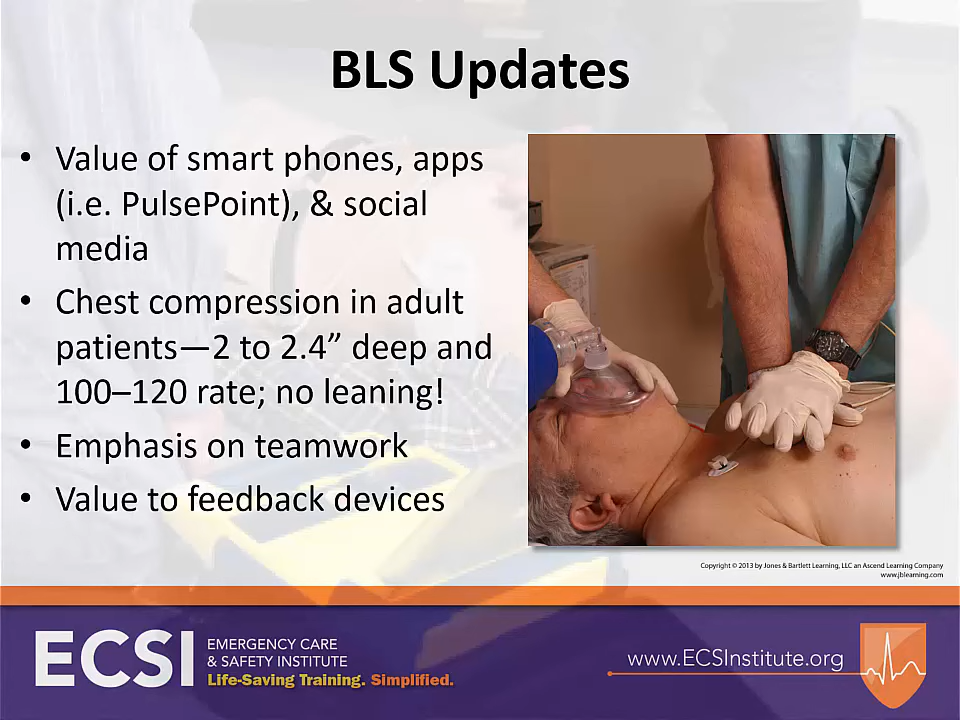 BLS Updates
• Value of smart phones, apps
(i.e. PulsePoint), & social
media
• Chest compression in adult
patients—2 to 2.4” deep and
100–120 rate; no leaning!
• Emphasis on teamwork
• Value to feedback devices
Copyright © 2013 by Jones & Bartlett Learning, LLC an Ascend Learning Company
www.jblearning.com
ECSI
EMERGENCY CARE
& SAFETY INSTITUTE
Life-Saving Training. Simplified.
www.ECSInstitute.org